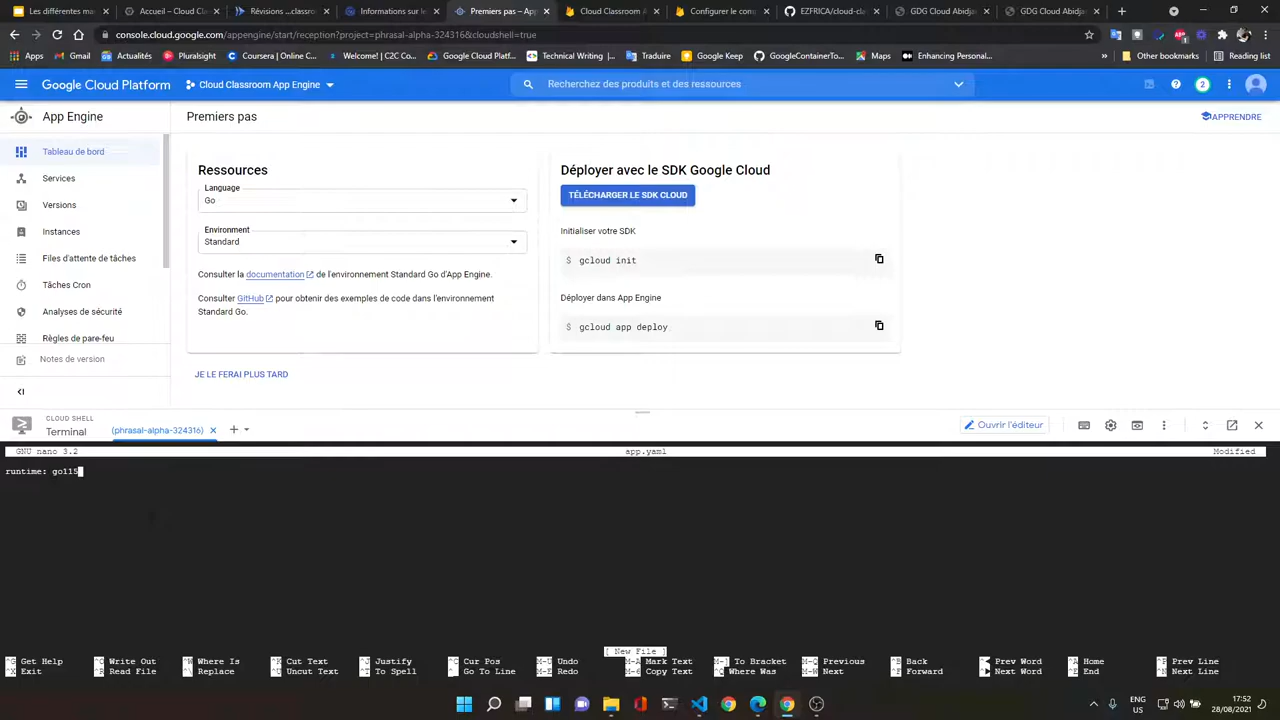 Les différentes mar
Accueil – Cloud Cla
Révisions ...classroo
Informations sur le
Premiers pas – App
Cloud Classroom A
Configurer le comp
EZFRICA/cloud-cla
GDG Cloud Abidja
GDG Cloud Abidja
console.cloud.google.com/appengine/start/reception?project=phrasal-alpha-324316&cloudshell=true
Apps
Gmail
Actualités
Pluralsight
Coursera | Online C...
Welcome! | C2C Co...
Google Cloud Platf...
Technical Writing |...
Traduire
Google Keep
GoogleContainerTo...
Maps
Enhancing Personal...
Other bookmarks
Reading list
Google Cloud Platform
Cloud Classroom App Engine
Recherchez des produits et des ressources
2
App Engine
Premiers pas
APPRENDRE
Tableau de bord
Services
Versions
Instances
Files d'attente de tâches
Tâches Cron
Analyses de sécurité
Règles de pare-feu
Notes de version
Ressources
Language
Go
Environment
Standard
Consulter la documentation de l'environnement Standard Go d'App Engine.
Consulter GitHub pour obtenir des exemples de code dans l'environnement
Standard Go.
JE LE FERAI PLUS TARD
Déployer avec le SDK Google Cloud
TÉLÉCHARGER LE SDK CLOUD
Initialiser votre SDK
$ gcloud init
Déployer dans App Engine
$ gcloud app deploy
CLOUD SHELL
Terminal
(phrasal-alpha-324316)
Ouvrir l'éditeur
GNU nano 3.2
app.yaml
Modified
runtime: go115
[ New File ]
^G Get Help ^O Write Out ^W Where Is ^K Cut Text ^J Justify ^C Cur Pos M-U Undo M-A Mark Text M-] To Bracket M-Q Previous ^B Back Prev Word ^A Home ^P Prev Line
^X Exit ^R Read File ^\ Replace ^U Uncut Text ^T To Spell Go To Line M-E Redo M-6 Copy Text ^Q Where Was M-W Next ^F Forward Next Word ^E End ^N Next Line
ENG
US
17:52
28/08/2021